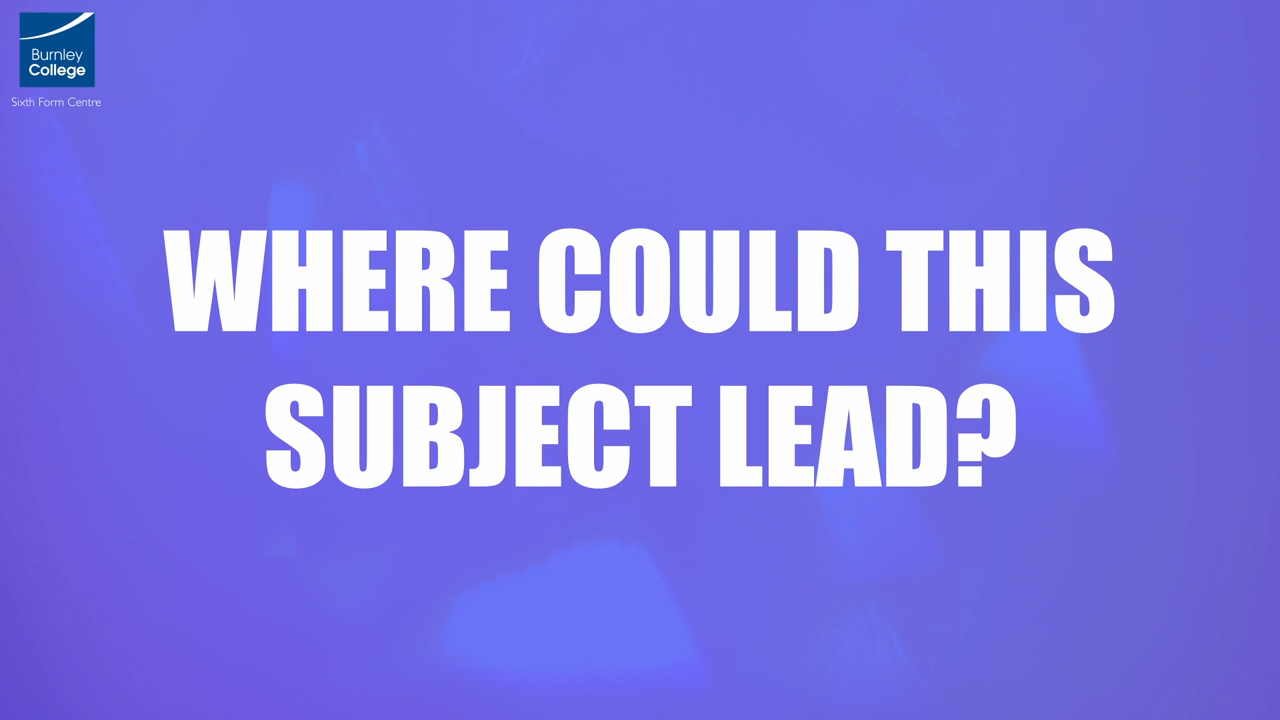 Burnley
College
Sixth Form Centre
WHERE COULD THIS
SUBJECT LEAD?